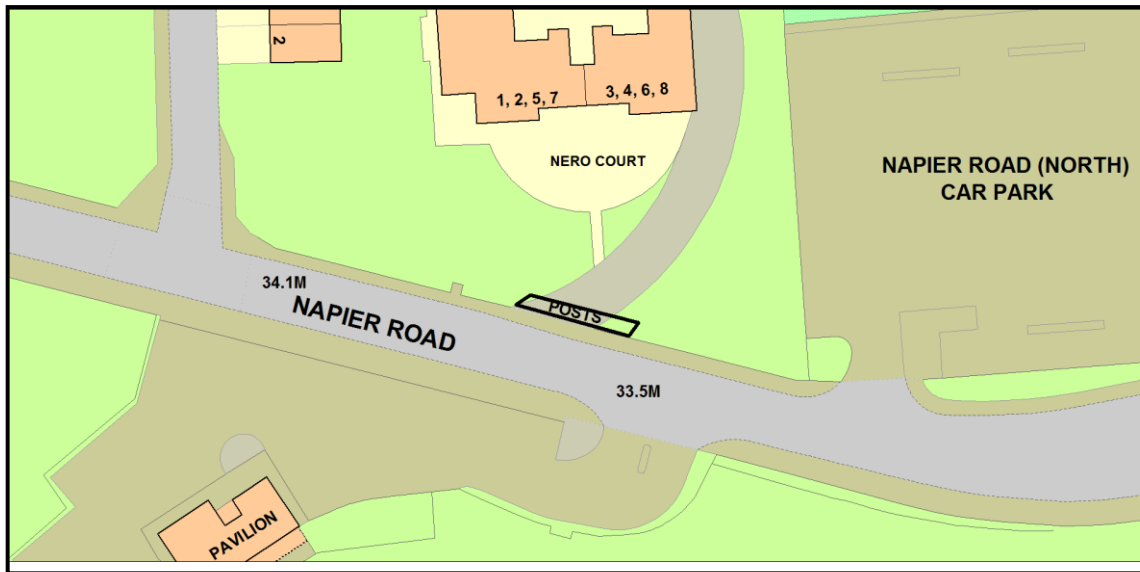 2
1, 2, 5, 7
3, 4, 6, 8
NERO COURT
NAPIER ROAD (NORTH)
CAR PARK
34.1M
NAPIER ROAD
POSTS
33.5M
PAVILION